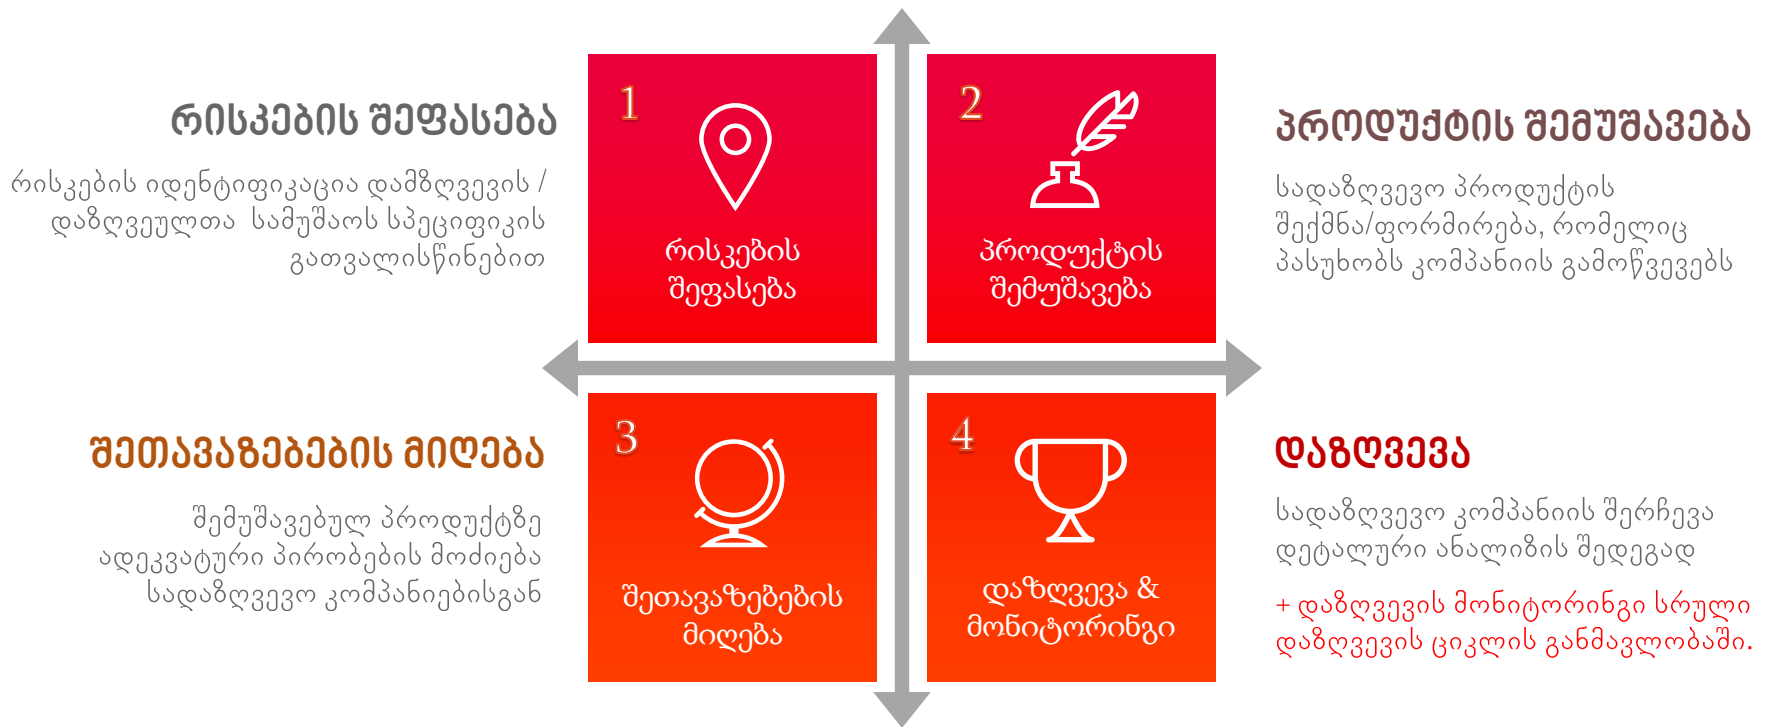 რისკების შეფასება
რისკების იდენტიფიკაცია დამზღვევის /
დაზღვეულთა სამუშაოს სპეციფიკის
გათვალისწინებით
1
რისკების
შეფასება
2
პროდუქტის
შემუშავება
პროდუქტის შემუშავება
სადაზღვევო პროდუქტის
შექმნა/ფორმირება, რომელიც
პასუხობს კომპანიის გამოწვევებს
შეთავაზებების მიღება
შემუშავებულ პროდუქტზე
ადეკვატური პირობების მოძიება
სადაზღვევო კომპანიებისგან
3
შეთავაზებების
მიღება
4
დაზღვევა &
მონიტორინგი
დაზღვევა
სადაზღვევო კომპანიის შერჩევა
დეტალური ანალიზის შედეგად
+ დაზღვევის მონიტორინგი სრული
დაზღვევის ციკლის განმავლობაში.